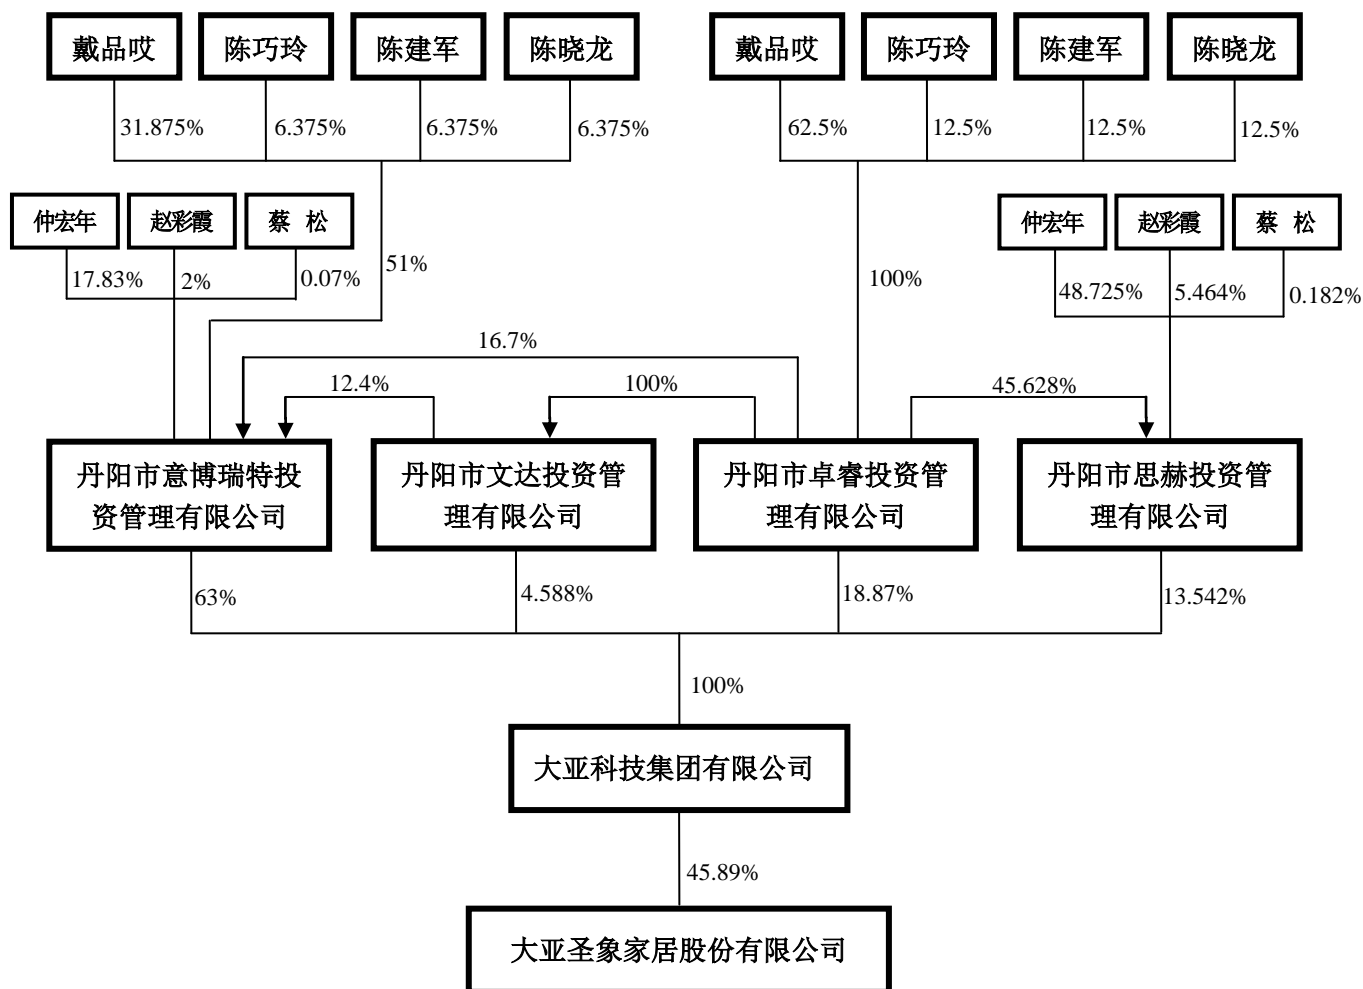 戴品哎 陈巧玲 陈建军 陈晓龙 戴品哎 陈巧玲 陈建军 陈晓龙
31.875% 6.375% 6.375% 6.375% 62.5% 12.5% 12.5% 12.5%
仲宏年 赵彩霞 蔡 松 仲宏年 赵彩霞 蔡 松
51%
17.83% 2% 0.07% 100% 48.725% 5.464% 0.182%
16.7%
12.4% 100% 45.628%
丹阳市意博瑞特投
资管理有限公司
丹阳市文达投资管
理有限公司
丹阳市卓睿投资管
理有限公司
丹阳市思赫投资管
理有限公司
63% 4.588% 18.87% 13.542%
100%
大亚科技集团有限公司
45.89%
大亚圣象家居股份有限公司